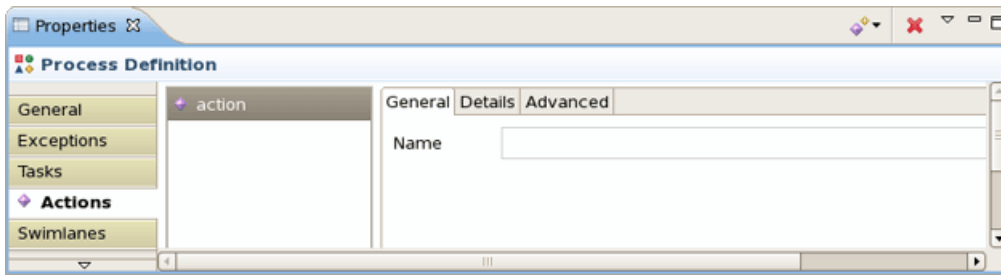 Properties
Process Definition
General
Exceptions
Tasks
Actions
Swimlanes
action
General Details Advanced
Name